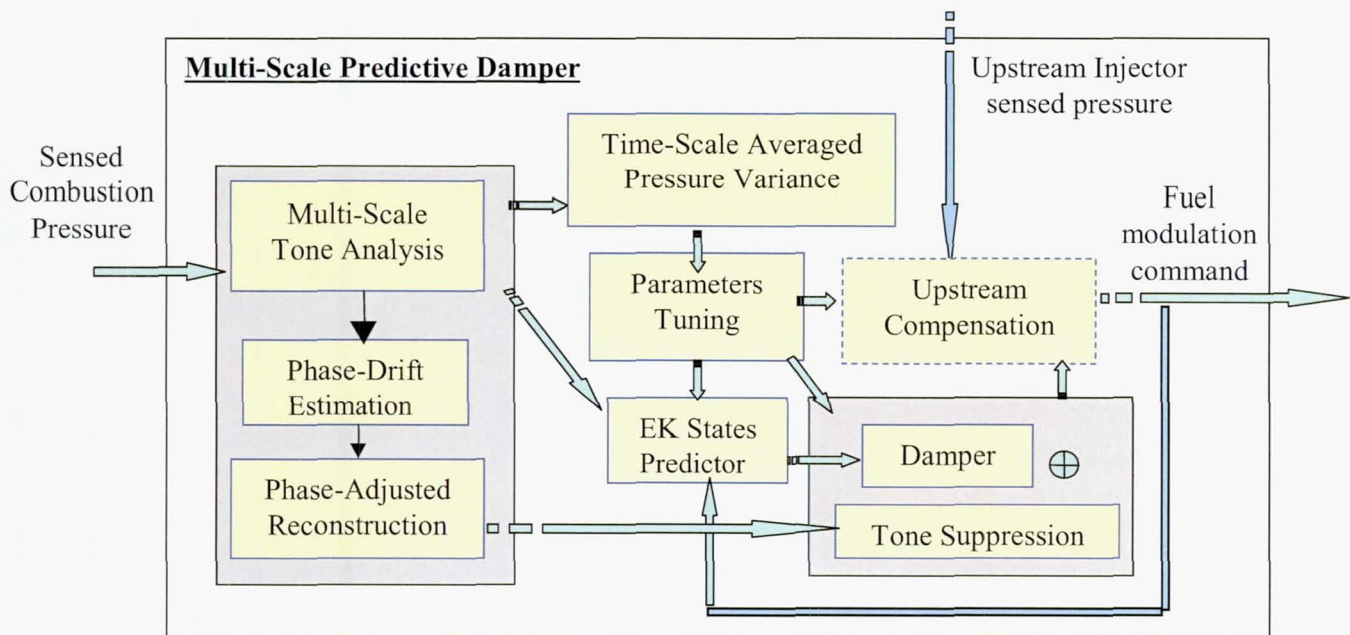 Multi-Scale Predictive Damper
Upstream Injector
sensed pressure
Sensed
Combustion
Pressure
Multi-Scale
Tone Analysis
Time-Scale Averaged
Pressure Variance
Fuel
modulation
command
Parameters
Tuning
Upstream
Compensation
Phase-Drift
Estimation
EK States
Predictor
Damper
Phase-Adjusted
Reconstruction
Tone Suppression